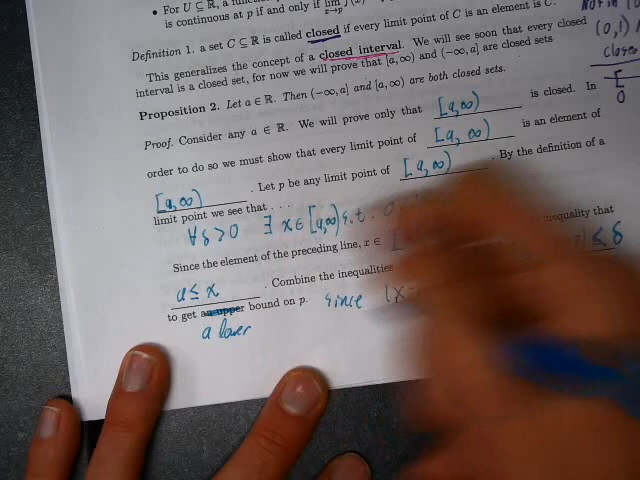 • For U ⊆ ℝ, a
is continuous at p if and only if lim
z→p
Definition 1. a set C ⊆ ℝ is called closed if every limit point of C is an element is C.
This generalizes the concept of a closed interval. We will see soon that every closed
interval is a closed set, for now we will prove that [a, ∞) and (−∞, a] are closed sets
Proposition 2. Let a ∈ ℝ. Then (−∞, a] and [a, ∞) are both closed sets.
Proof. Consider any a ∈ ℝ. We will prove only that [a, ∞) is closed. In
order to do so we must show that every limit point of [a, ∞) is an element of
[a, ∞). Let p be any limit point of [a, ∞). By the definition of a
limit point we see that . . .
∀ δ > 0 ∃ x ∈ [a, ∞) s.t. 0
Since the element of the preceding line, x ∈ [ inequality that
a ≤ x. Combine the inequalities ≤ δ
to get bound on p. since |x
a lower
(0, 1)
closed
[
0